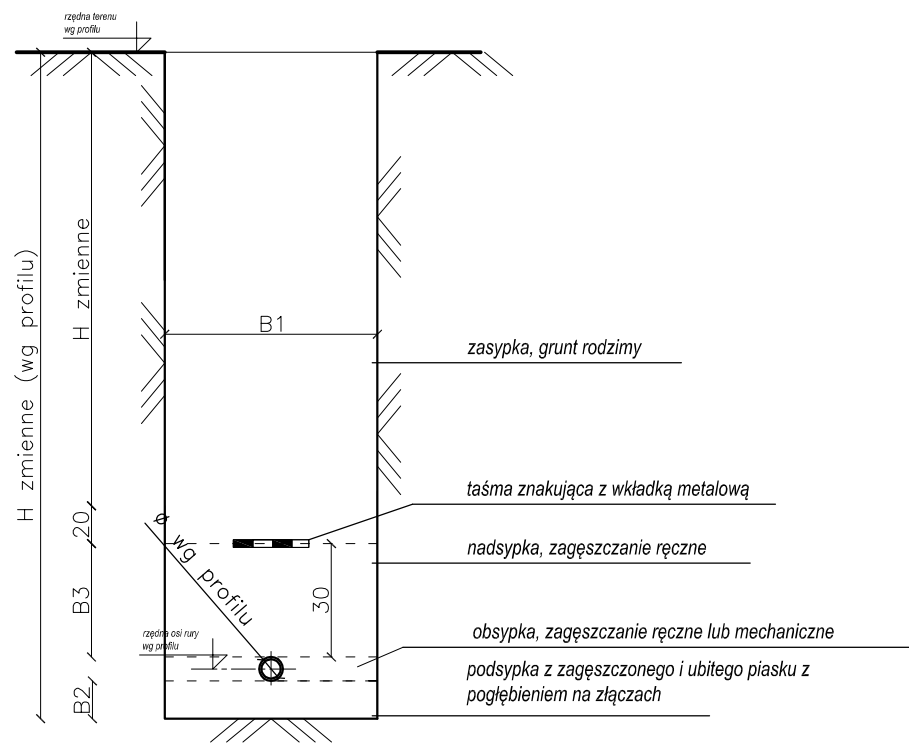 rzędna terenu
wg profilu
H zmienne (wg profilu)
H zmienne
B1
zasypka, grunt rodzimy
taśma znakująca z wkładką metalową
20
ø wg profilu
nadsypka, zagęszczanie ręczne
B3
30
obsypka, zagęszczanie ręczne lub mechaniczne
rzędna osi rury
wg profilu
podsypka z zagęszczonego i ubitego piasku z
pogłębieniem na złączach
B2